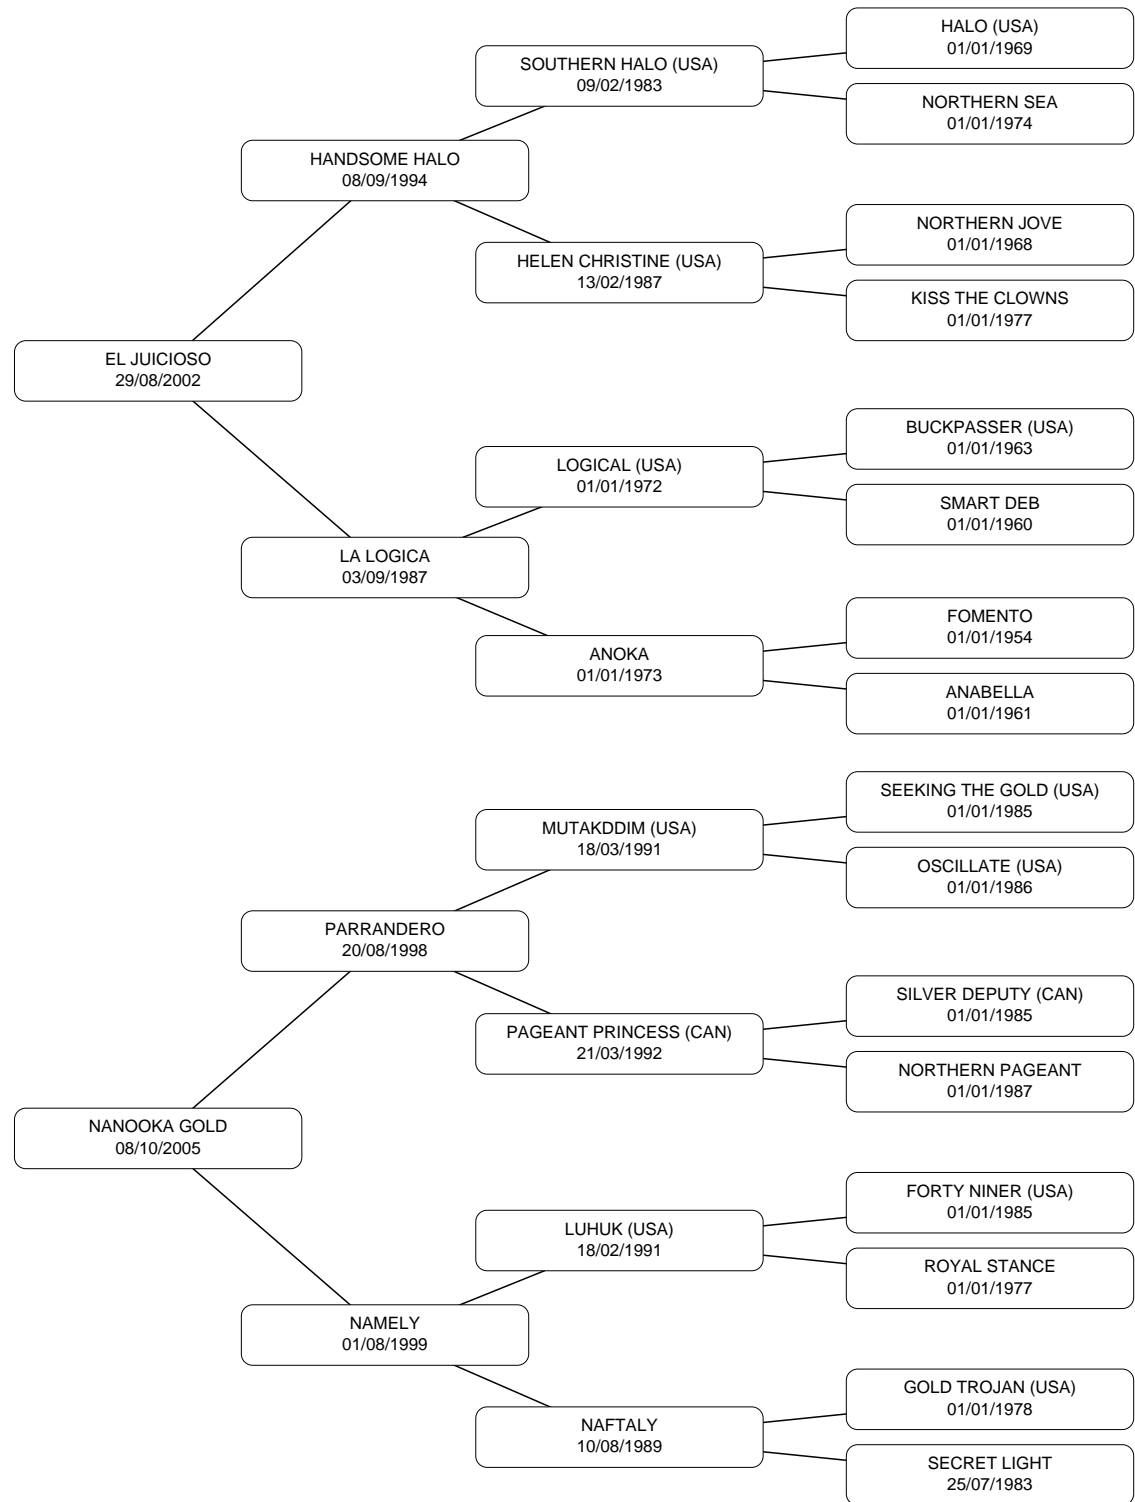 HALO (USA)
01/01/1969
SOUTHERN HALO (USA)
09/02/1983
NORTHERN SEA
01/01/1974
HANDSOME HALO
08/09/1994
NORTHERN JOVE
01/01/1968
HELEN CHRISTINE (USA)
13/02/1987
KISS THE CLOWNS
01/01/1977
EL JUICIOSO
29/08/2002
BUCKPASSER (USA)
01/01/1963
LOGICAL (USA)
01/01/1972
SMART DEB
01/01/1960
LA LOGICA
03/09/1987
FOMENTO
01/01/1954
ANOKA
01/01/1973
ANABELLA
01/01/1961
SEEKING THE GOLD (USA)
01/01/1985
MUTAKDDIM (USA)
18/03/1991
OSCILLATE (USA)
01/01/1986
PARRANDERO
20/08/1998
SILVER DEPUTY (CAN)
01/01/1985
PAGEANT PRINCESS (CAN)
21/03/1992
NORTHERN PAGEANT
01/01/1987
NANOOKA GOLD
08/10/2005
FORTY NINER (USA)
01/01/1985
LUHUK (USA)
18/02/1991
ROYAL STANCE
01/01/1977
NAMELY
01/08/1999
GOLD TROJAN (USA)
01/01/1978
NAFTALY
10/08/1989
SECRET LIGHT
25/07/1983